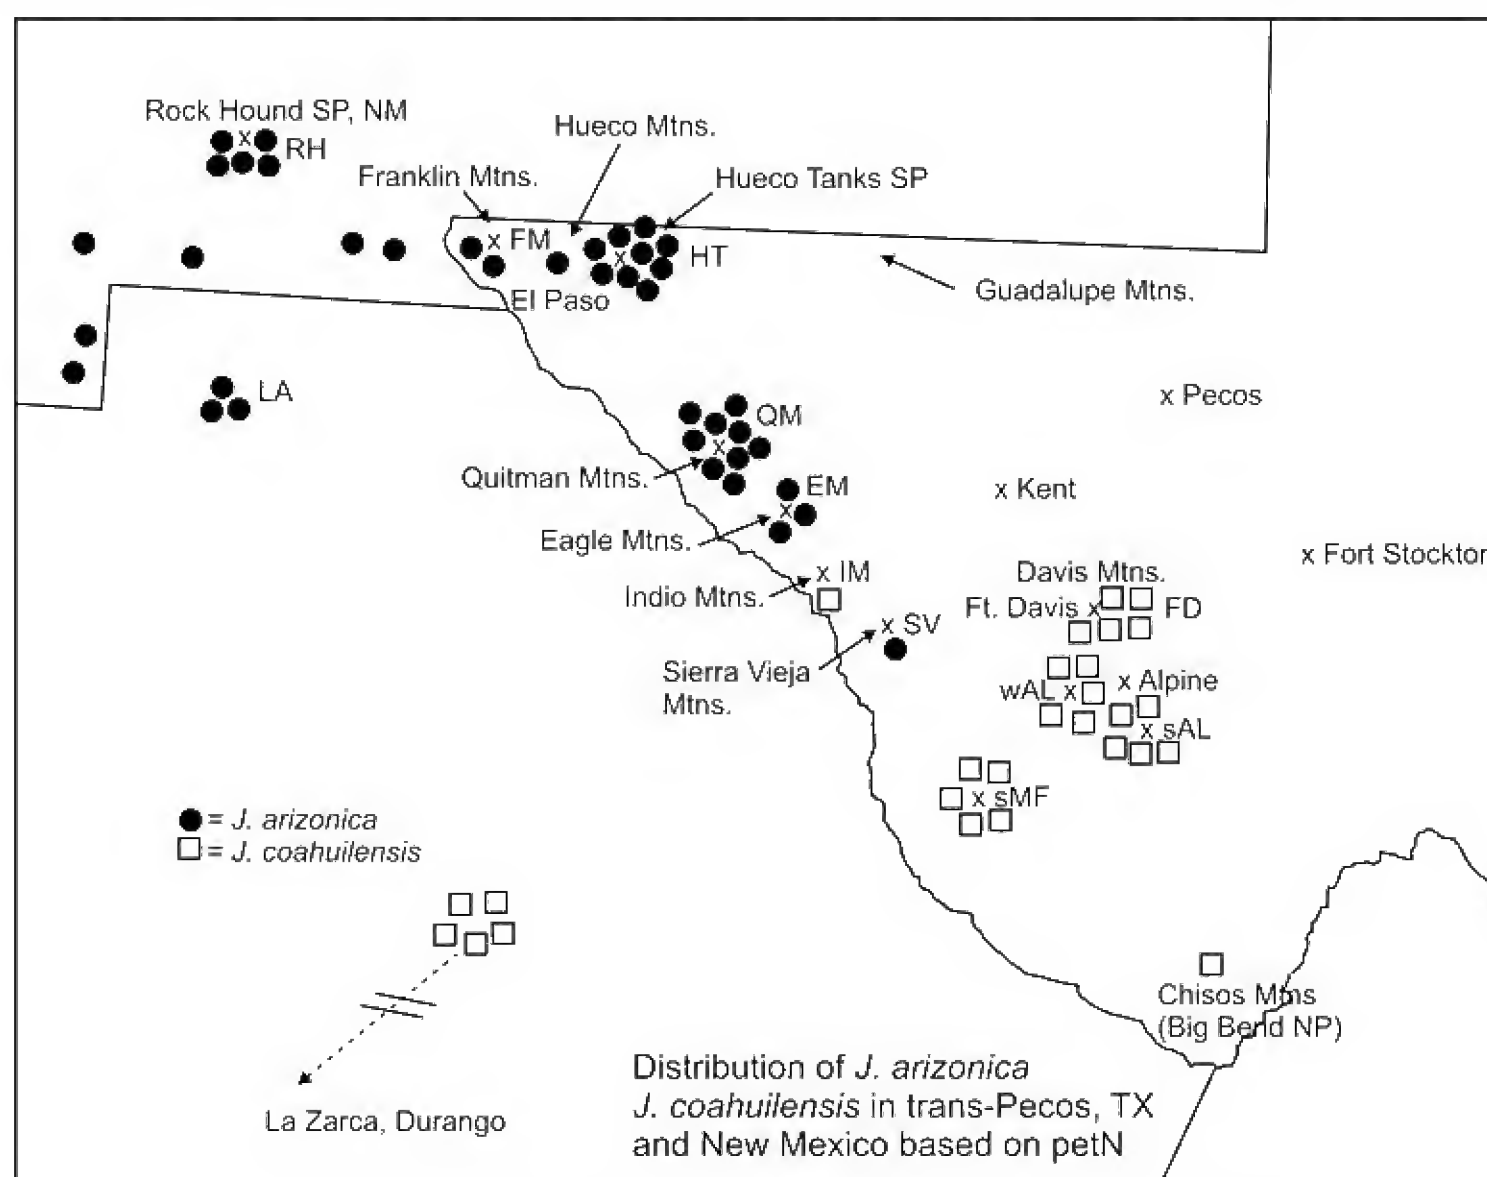 Rock Hound SP, NM
x
RH
Hueco Mtns.
Franklin Mtns.
Hueco Tanks SP
x FM
x
HT
El Paso
Guadalupe Mtns.
LA
x Pecos
QM
x
Quitman Mtns.
EM
x
x Kent
Eagle Mtns.
x Fort Stockton
x IM
Davis Mtns.
Indio Mtns.
Ft. Davis x
FD
x SV
Sierra Vieja
Mtns.
wAL x
x Alpine
x sAL
x sMF
= J. arizonica
= J. coahuilensis
Chisos Mtns
(Big Bend NP)
La Zarca, Durango
Distribution of J. arizonica
J. coahuilensis in trans-Pecos, TX
and New Mexico based on petN